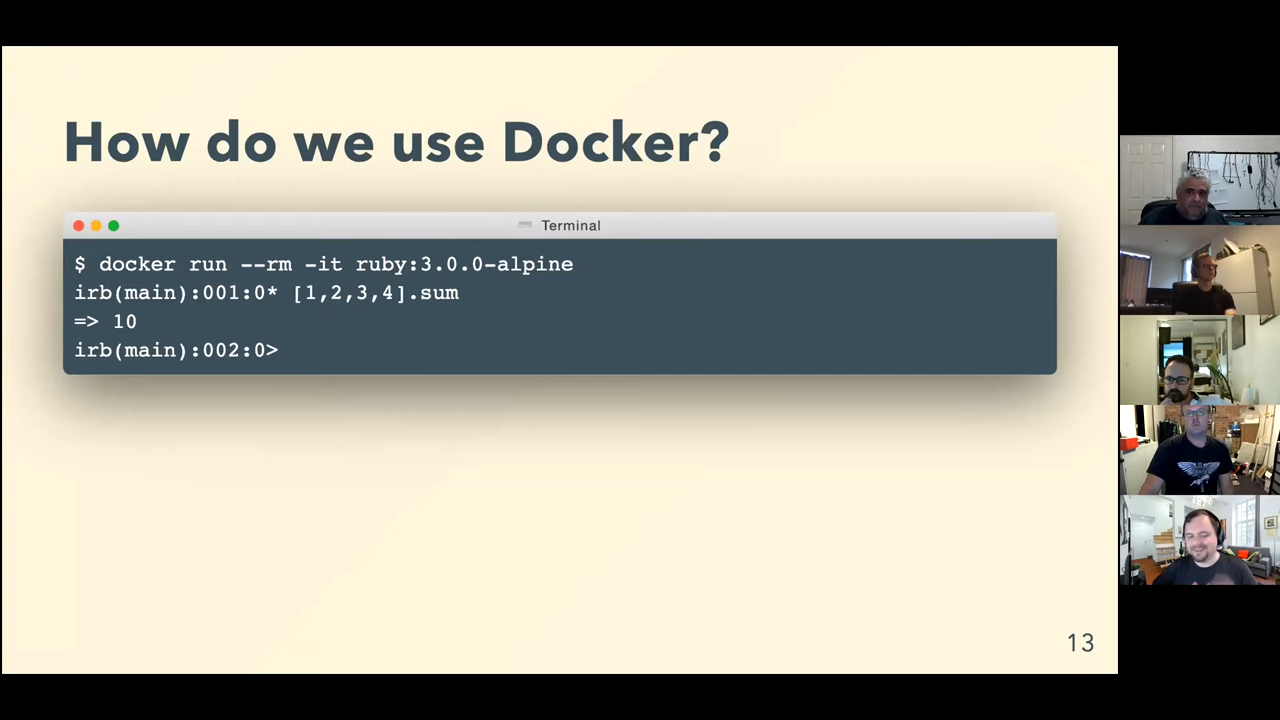 How do we use Docker?
Terminal
$ docker run --rm -it ruby:3.0.0-alpine
irb(main):001:0* [1,2,3,4].sum
=> 10
irb(main):002:0>
13